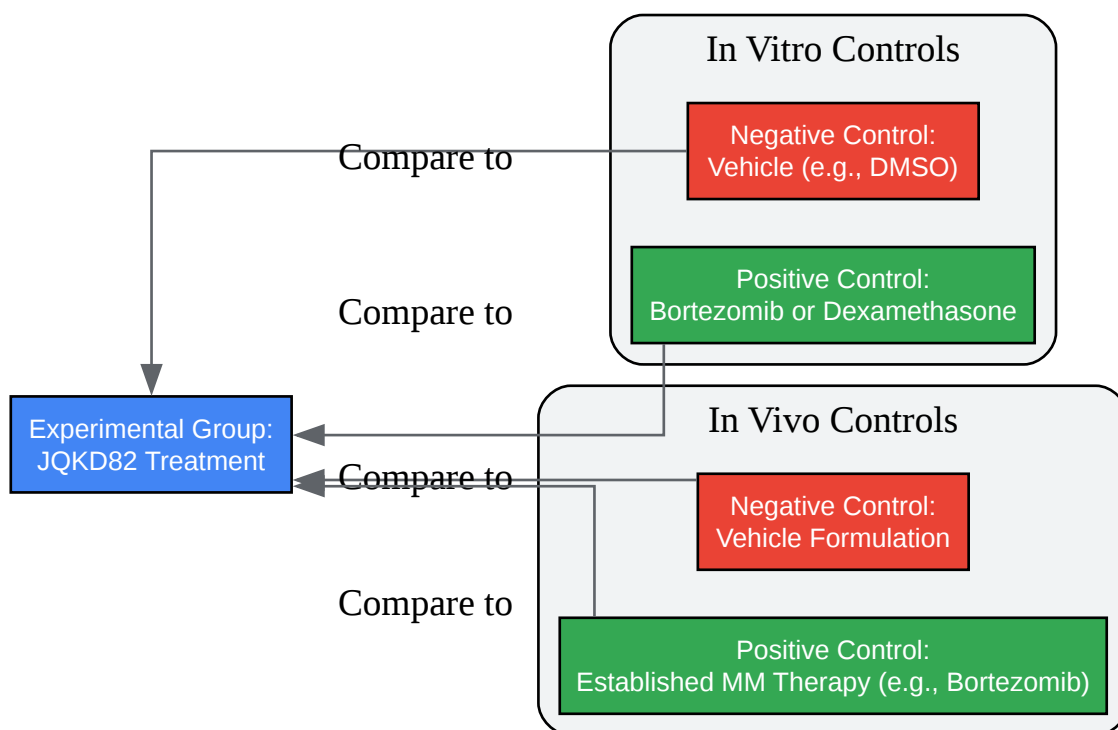 In Vitro Controls
Negative Control:
Vehicle (e.g., DMSO)
Compare to
Positive Control:
Bortezomib or Dexamethasone
Compare to
Experimental Group:
JQKD82 Treatment
In Vivo Controls
Compare to
Negative Control:
Vehicle Formulation
Compare to
Positive Control:
Established MM Therapy (e.g., Bortezomib)